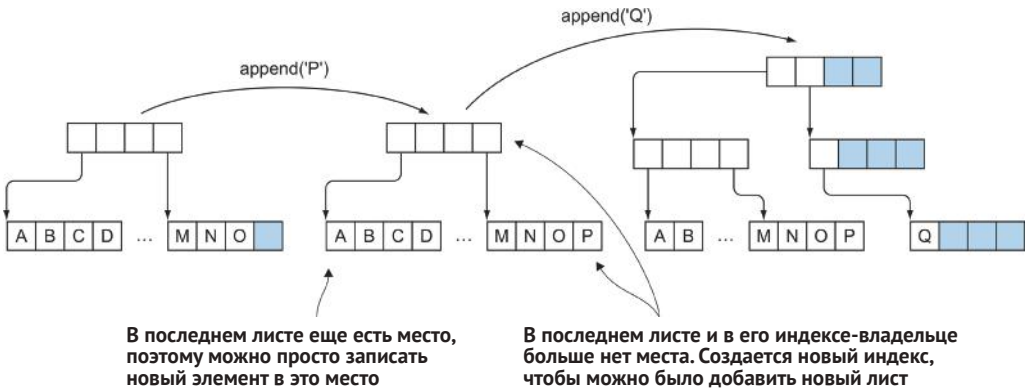 append('Q')
append('P')
A B C D ... M N O
A B C D ... M N O P
A B ... M N O P
Q
В последнем листе еще есть место,
поэтому можно просто записать
новый элемент в это место
В последнем листе и в его индексе-владельце
больше нет места. Создается новый индекс,
чтобы можно было добавить новый лист